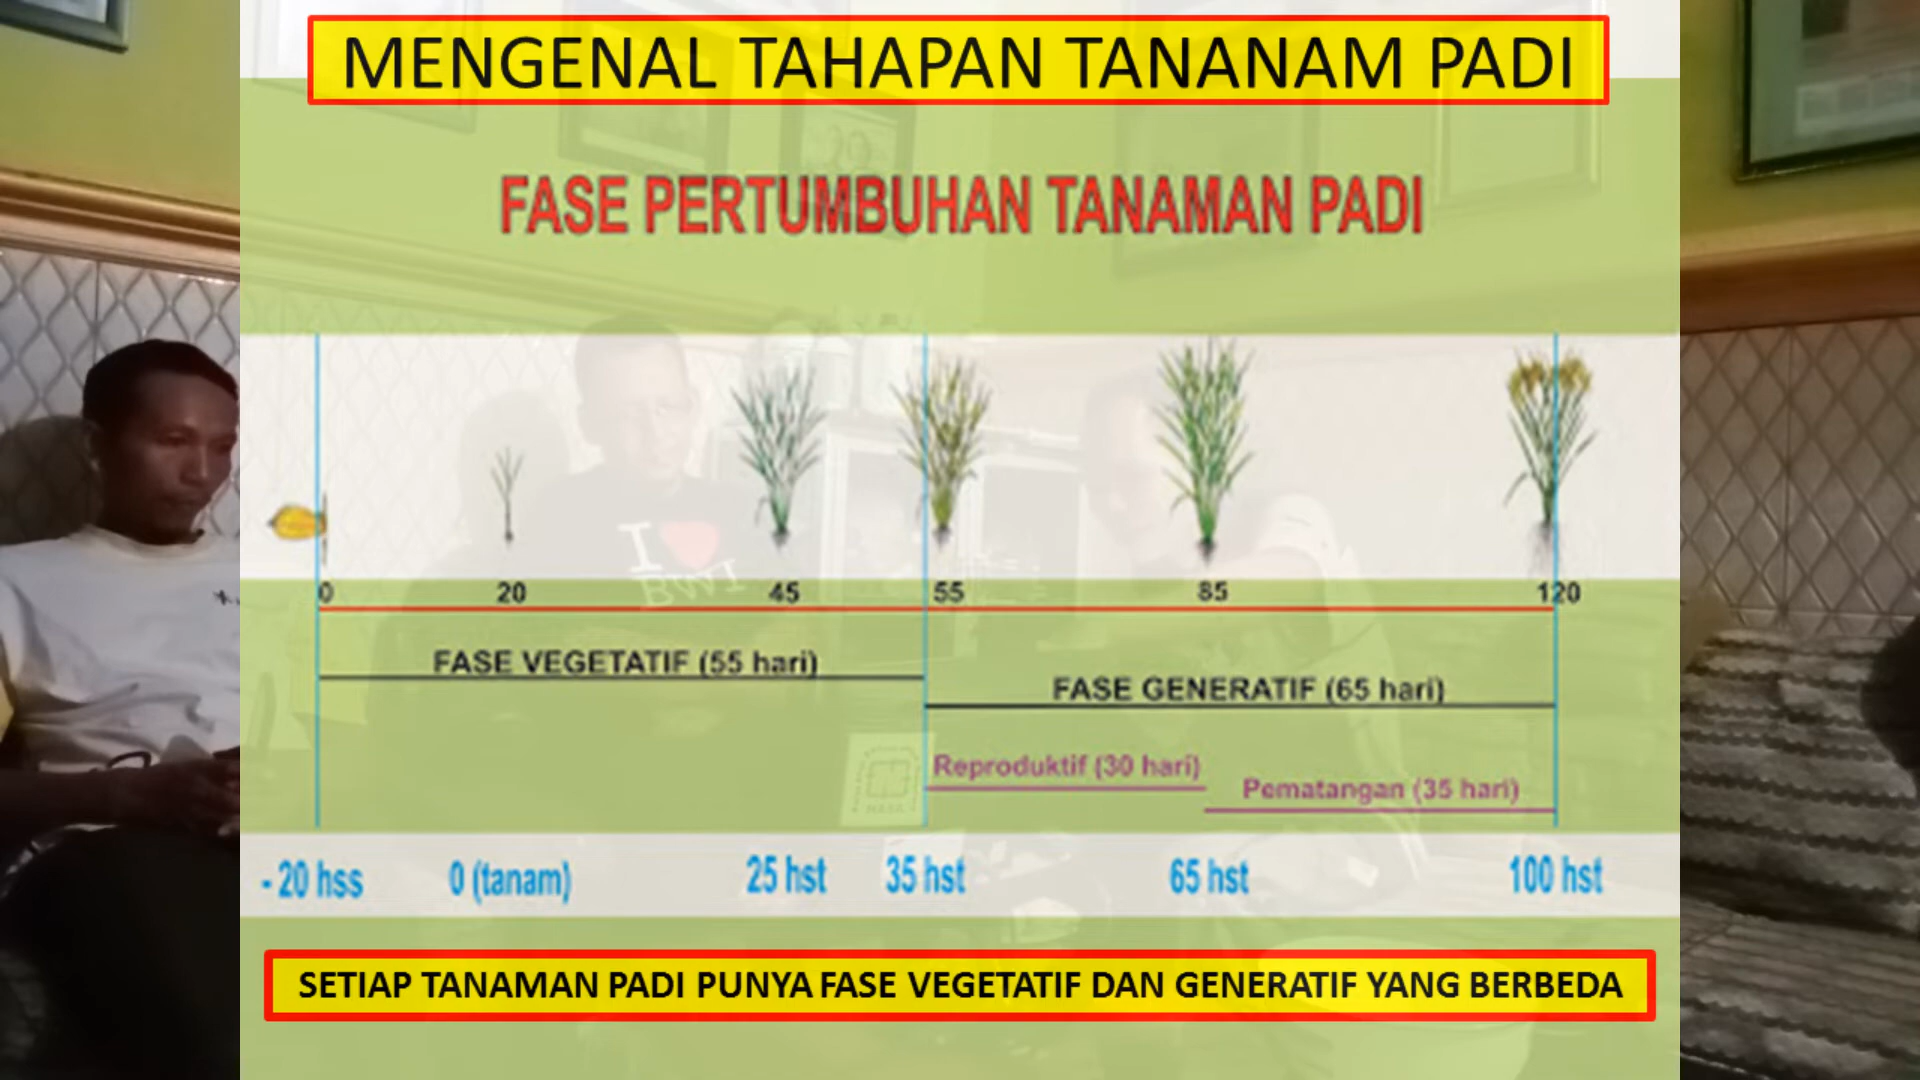 MENGENAL TAHAPAN TANANAM PADI
FASE PERTUMBUHAN TANAMAN PADI
I
BWI
0 20 45 55 85 120
FASE VEGETATIF (55 hari)
FASE GENERATIF (65 hari)
Reproduktif (30 hari)
Pematangan (35 hari)
- 20 hss 0 (tanam) 25 hst 35 hst 65 hst 100 hst
SETIAP TANAMAN PADI PUNYA FASE VEGETATIF DAN GENERATIF YANG BERBEDA